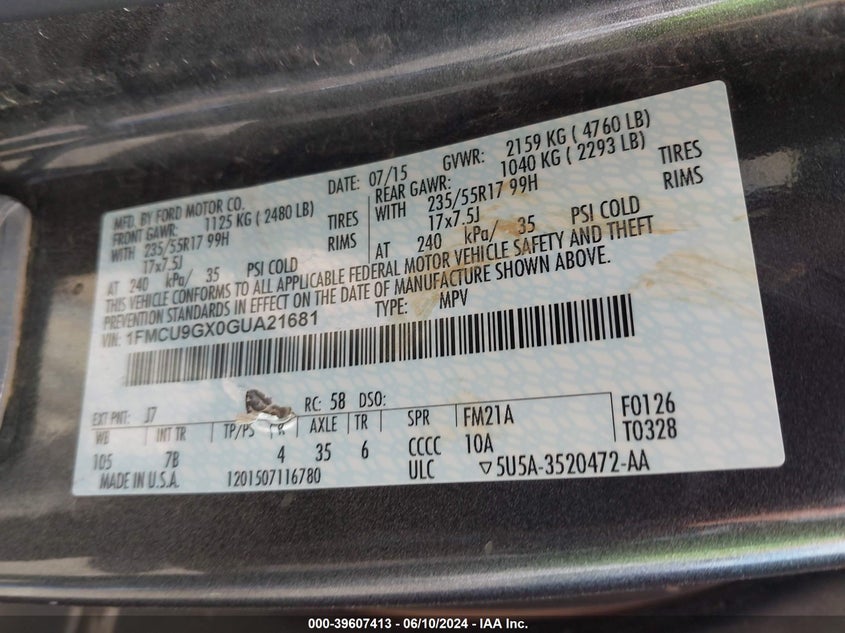 MFD. BY FORD MOTOR CO.
DATE: 07/15 GVWR: 2159 KG ( 4760 LB)
FRONT GAWR: 1125 KG ( 2480 LB)
WITH 235/55R17 99H TIRES
17x7.5J RIMS
AT 240 kPa/ 35 PSI COLD
REAR GAWR: 1040 KG ( 2293 LB)
WITH 235/55R17 99H TIRES
17x7.5J RIMS
AT 240 kPa/ 35 PSI COLD
THIS VEHICLE CONFORMS TO ALL APPLICABLE FEDERAL MOTOR VEHICLE SAFETY AND THEFT
PREVENTION STANDARDS IN EFFECT ON THE DATE OF MANUFACTURE SHOWN ABOVE.
VIN: 1FMCU9GX0GUA21681 TYPE: MPV
EXT PNT: J7 RC: 58 DSO:
WB INT TR TP/PS R AXLE TR SPR FM21A F0126
105 7B 4 35 6 CCCC 10A T0328
MADE IN U.S.A. 1201507116780 ULC ▽5U5A-3520472-AA
000-39607413 - 06/10/2024 - IAA Inc.